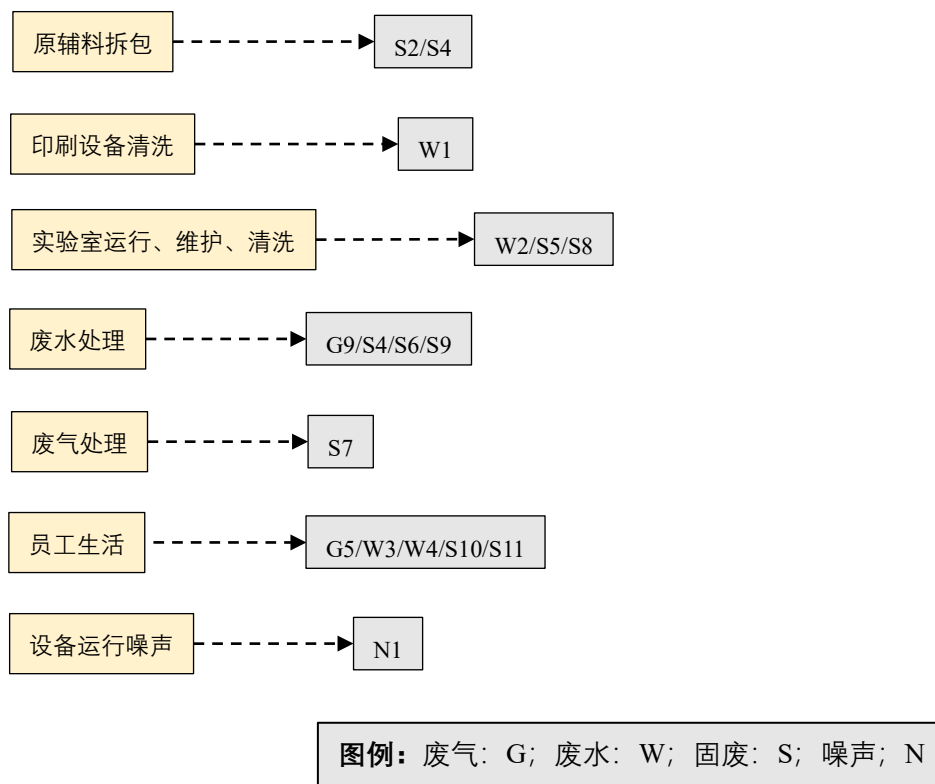 原辅料拆包
S2/S4
印刷设备清洗
W1
实验室运行、维护、清洗
W2/S5/S8
废水处理
G9/S4/S6/S9
废气处理
S7
员工生活
G5/W3/W4/S10/S11
设备运行噪声
N1
图例：废气：G；废水：W；固废：S；噪声；N